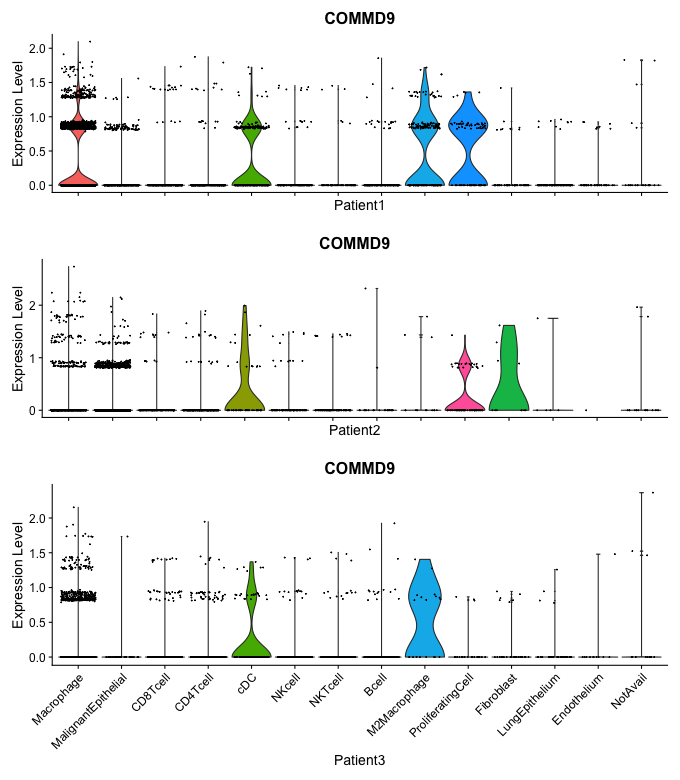 COMMD9
Expression Level
2.0
1.5
1.0
0.5
0.0
Patient1
COMMD9
Expression Level
2
1
0
Patient2
COMMD9
Expression Level
2.0
1.5
1.0
0.5
0.0
Macrophage
MalignantEpithelial
CD8Tcell
CD4Tcell
cDC
NKcell
NKTcell
Bcell
M2Macrophage
ProliferatingCell
Fibroblast
LungEpithelium
Endothelium
NotAvail
Patient3